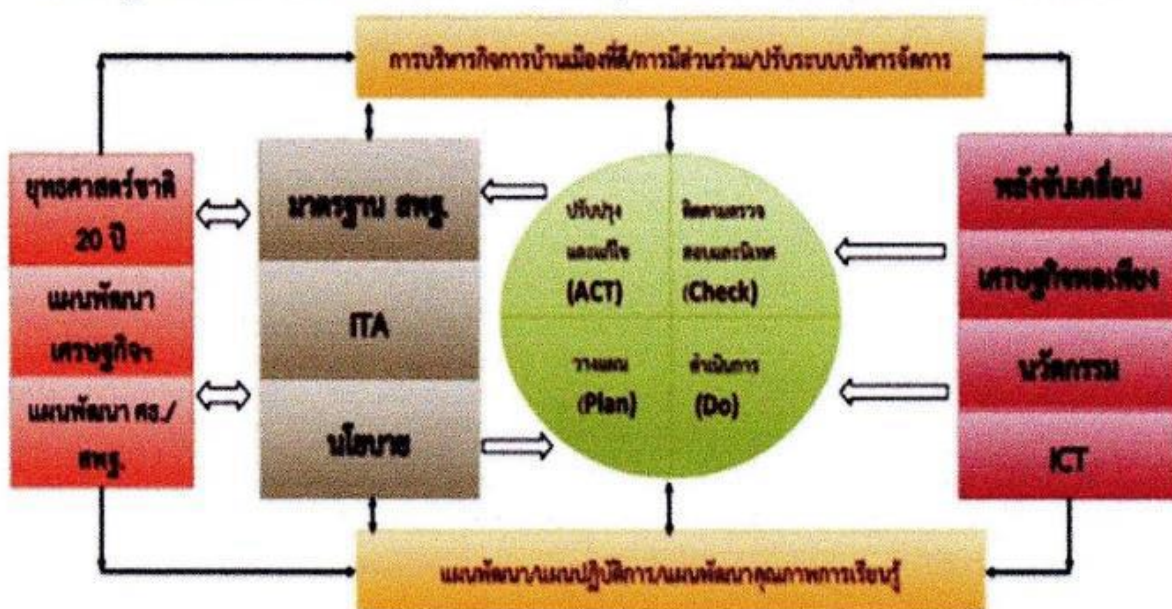 การบริหารกิจการบ้านเมืองที่ดี/การมีส่วนร่วม/ปรับระบบบริหารจัดการ
ยุทธศาสตร์ชาติ
20 ปี
แผนพัฒนา
เศรษฐกิจฯ
แผนพัฒนา ศธ./
สพฐ.
มาตรฐาน สพฐ.
ITA
นโยบาย
ปรับปรุง
และแก้ไข
(ACT)
ติดตามตรวจ
สอบและนิเทศ
(Check)
วางแผน
(Plan)
ดำเนินการ
(Do)
พลังขับเคลื่อน
เศรษฐกิจพอเพียง
นวัตกรรม
ICT
แผนพัฒนา/แผนปฏิบัติการ/แผนพัฒนาคุณภาพการเรียนรู้